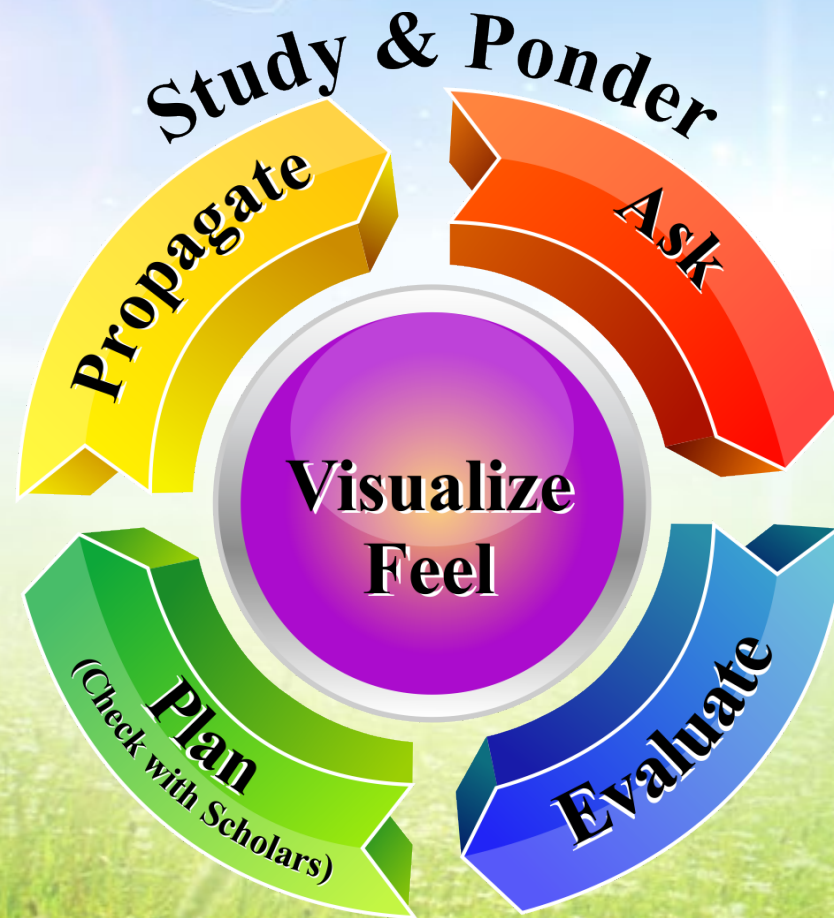 Study & Ponder
Propagate
Ask
Visualize
Feel
Plan
(Check with Scholars)
Evaluate